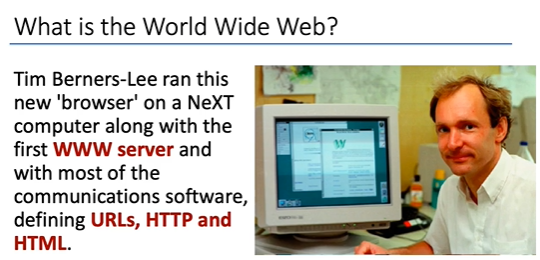 What is the World Wide Web?
Tim Berners-Lee ran this
new 'browser' on a NeXT
computer along with the
first WWW server and
with most of the
communications software,
defining URLs, HTTP and
HTML.